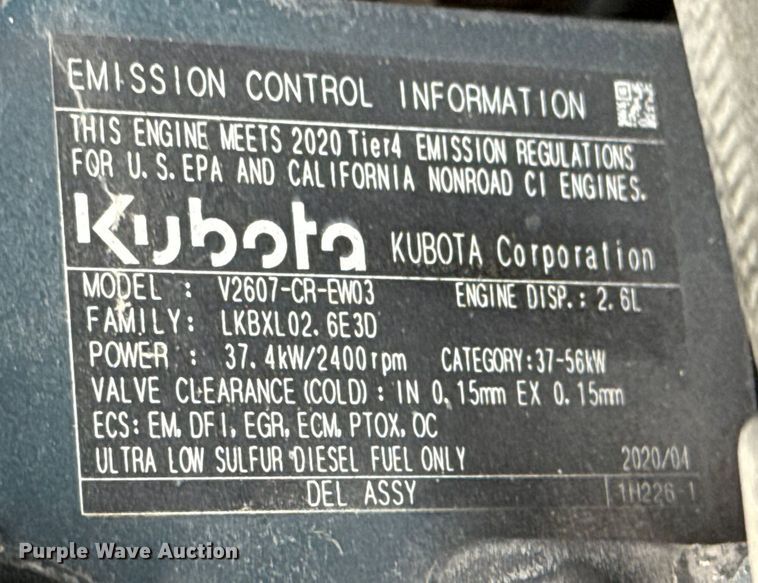 EMISSION CONTROL INFORMATION
THIS ENGINE MEETS 2020 Tier4 EMISSION REGULATIONS
FOR U.S. EPA AND CALIFORNIA NONROAD CI ENGINES.
Kubota KUBOTA Corporation
MODEL : V2607-CR-EW03 ENGINE DISP.: 2.6L
FAMILY: LKBXL02.6E3D
POWER : 37.4kW/2400rpm CATEGORY:37-56kW
VALVE CLEARANCE(COLD) : IN 0.15mm EX 0.15mm
ECS: EM, DFI, EGR, ECM, PTOX, OC
ULTRA LOW SULFUR DIESEL FUEL ONLY 2020/04
DEL ASSY 1H226 1
Purple Wave Auction